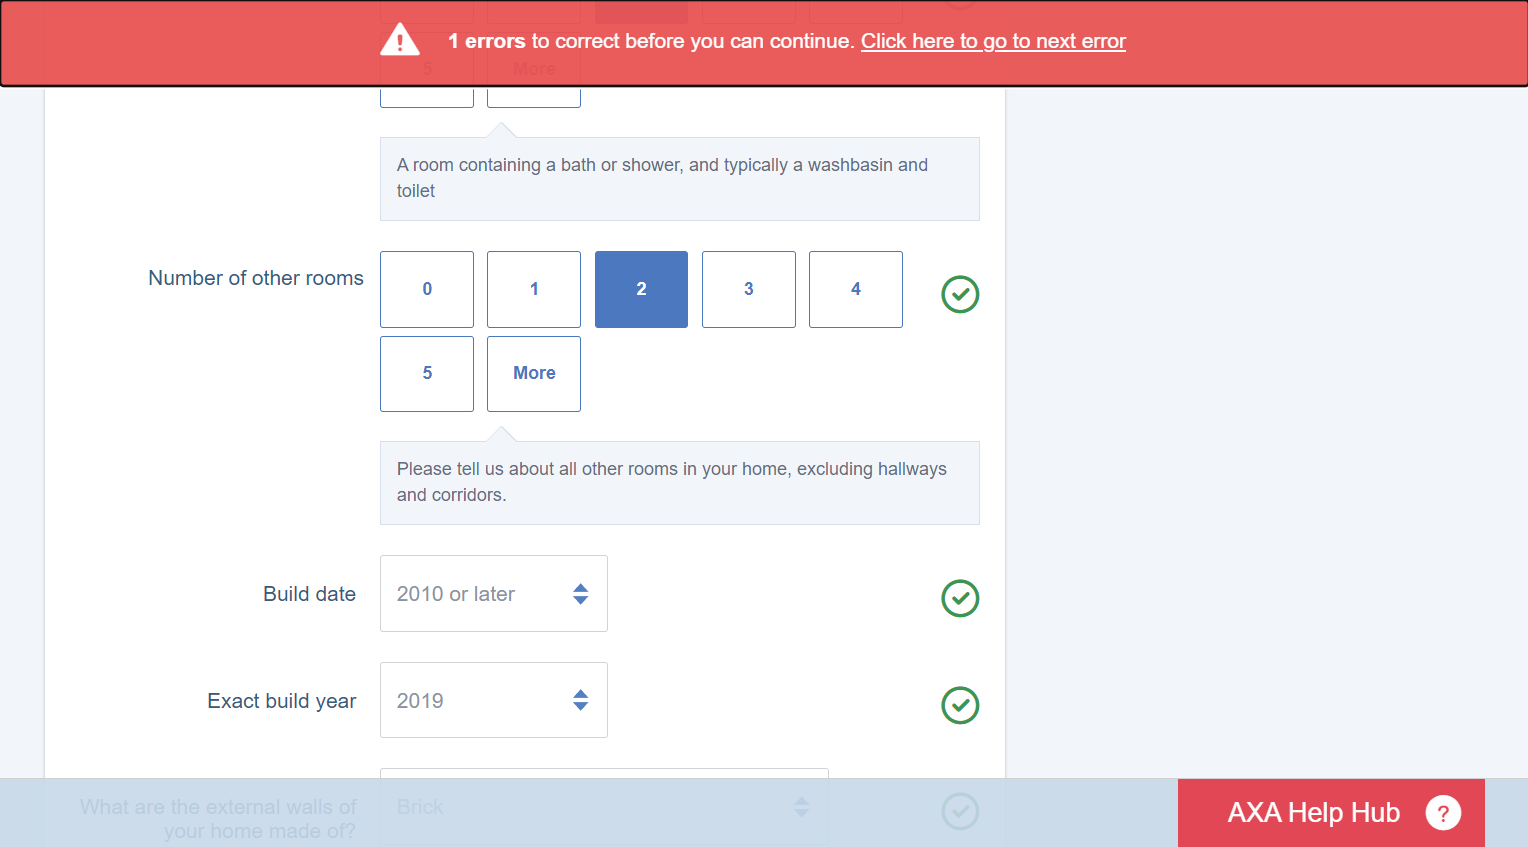 1 errors to correct before you can continue. Click here to go to next error
5 More
A room containing a bath or shower, and typically a washbasin and
toilet
Number of other rooms
0 1 2 3 4
5 More
Please tell us about all other rooms in your home, excluding hallways
and corridors.
Build date
2010 or later
Exact build year
2019
What are the external walls of
your home made of?
Brick
AXA Help Hub ?